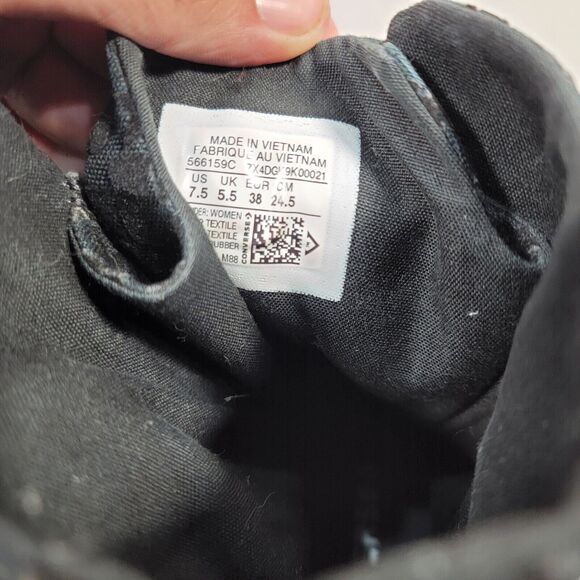 MADE IN VIETNAM
FABRIQUE AU VIETNAM
566159C
US UK EUR CM
7.5 5.5 38 24.5
WOMEN
TEXTILE
TEXTILE
RUBBER
M88
CONVERSE